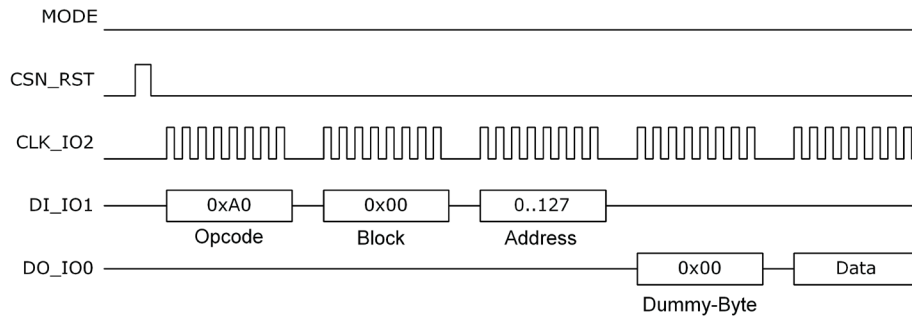 MODE
CSN_RST
CLK_IO2
DI_IO1 0xA0 0x00 0..127
Opcode Block Address
DO_IO0 0x00 Data
Dummy-Byte